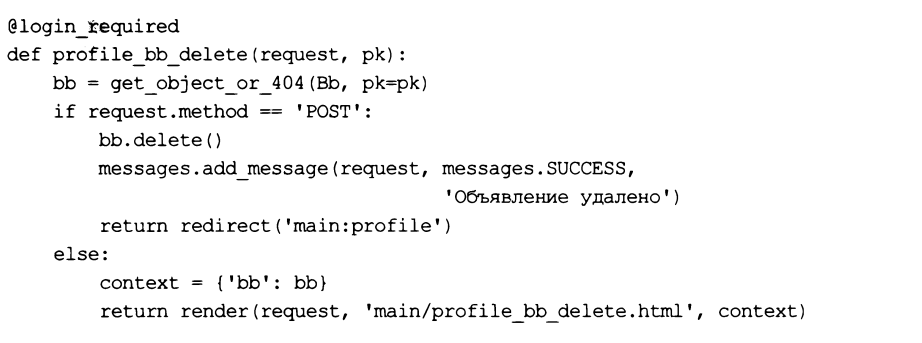 @login_required
def profile_bb_delete(request, pk):
    bb = get_object_or_404(Bb, pk=pk)
    if request.method == 'POST':
        bb.delete()
        messages.add_message(request, messages.SUCCESS,
                                      'Объявление удалено')
        return redirect('main:profile')
    else:
        context = {'bb': bb}
        return render(request, 'main/profile_bb_delete.html', context)